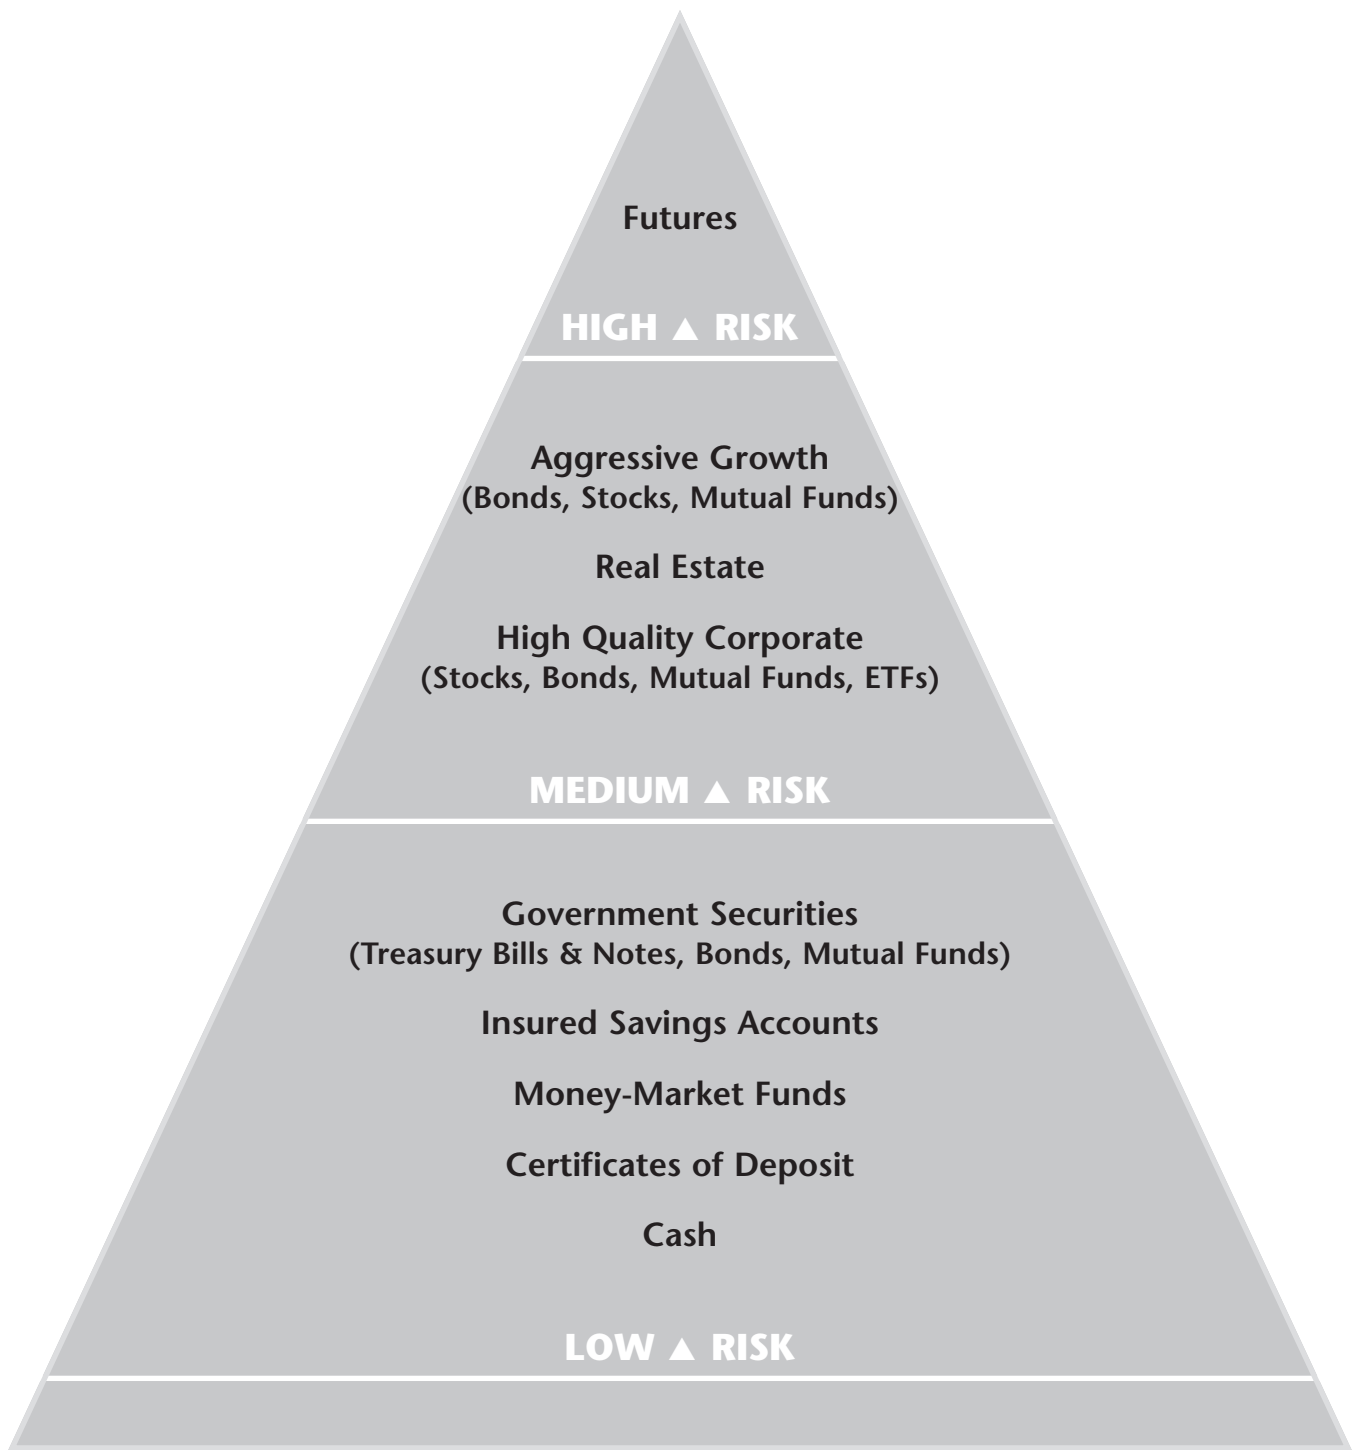 Futures
HIGH ▲ RISK
Aggressive Growth
(Bonds, Stocks, Mutual Funds)
Real Estate
High Quality Corporate
(Stocks, Bonds, Mutual Funds, ETFs)
MEDIUM ▲ RISK
Government Securities
(Treasury Bills & Notes, Bonds, Mutual Funds)
Insured Savings Accounts
Money-Market Funds
Certificates of Deposit
Cash
LOW ▲ RISK